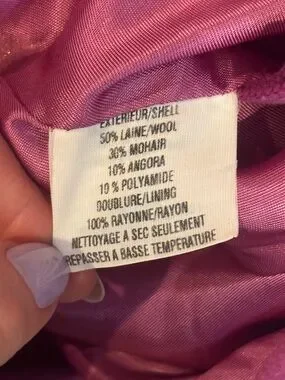 EXTERIEUR/SHELL
50% LAINE/WOOL
30% MOHAIR
10% ANGORA
10 % POLYAMIDE
DOUBLURE/LINING
100% RAYONNE/RAYON
NETTOYAGE A SEC SEULEMENT
REPASSER A BASSE TEMPERATURE